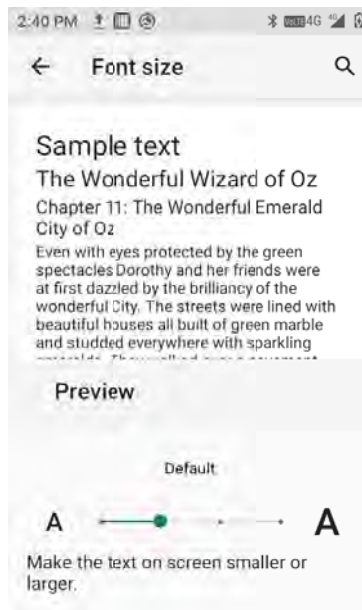 2:40 PM VoLTE 4G
Font size
Sample text
The Wonderful Wizard of Oz
Chapter 11: The Wonderful Emerald
City of Oz
Even with eyes protected by the green
spectacles Dorothy and her friends were
at first dazzled by the brilliancy of the
wonderful City. The streets were lined with
beautiful houses all built of green marble
and studded everywhere with sparkling
Preview
Default
A A
Make the text on screen smaller or
larger.